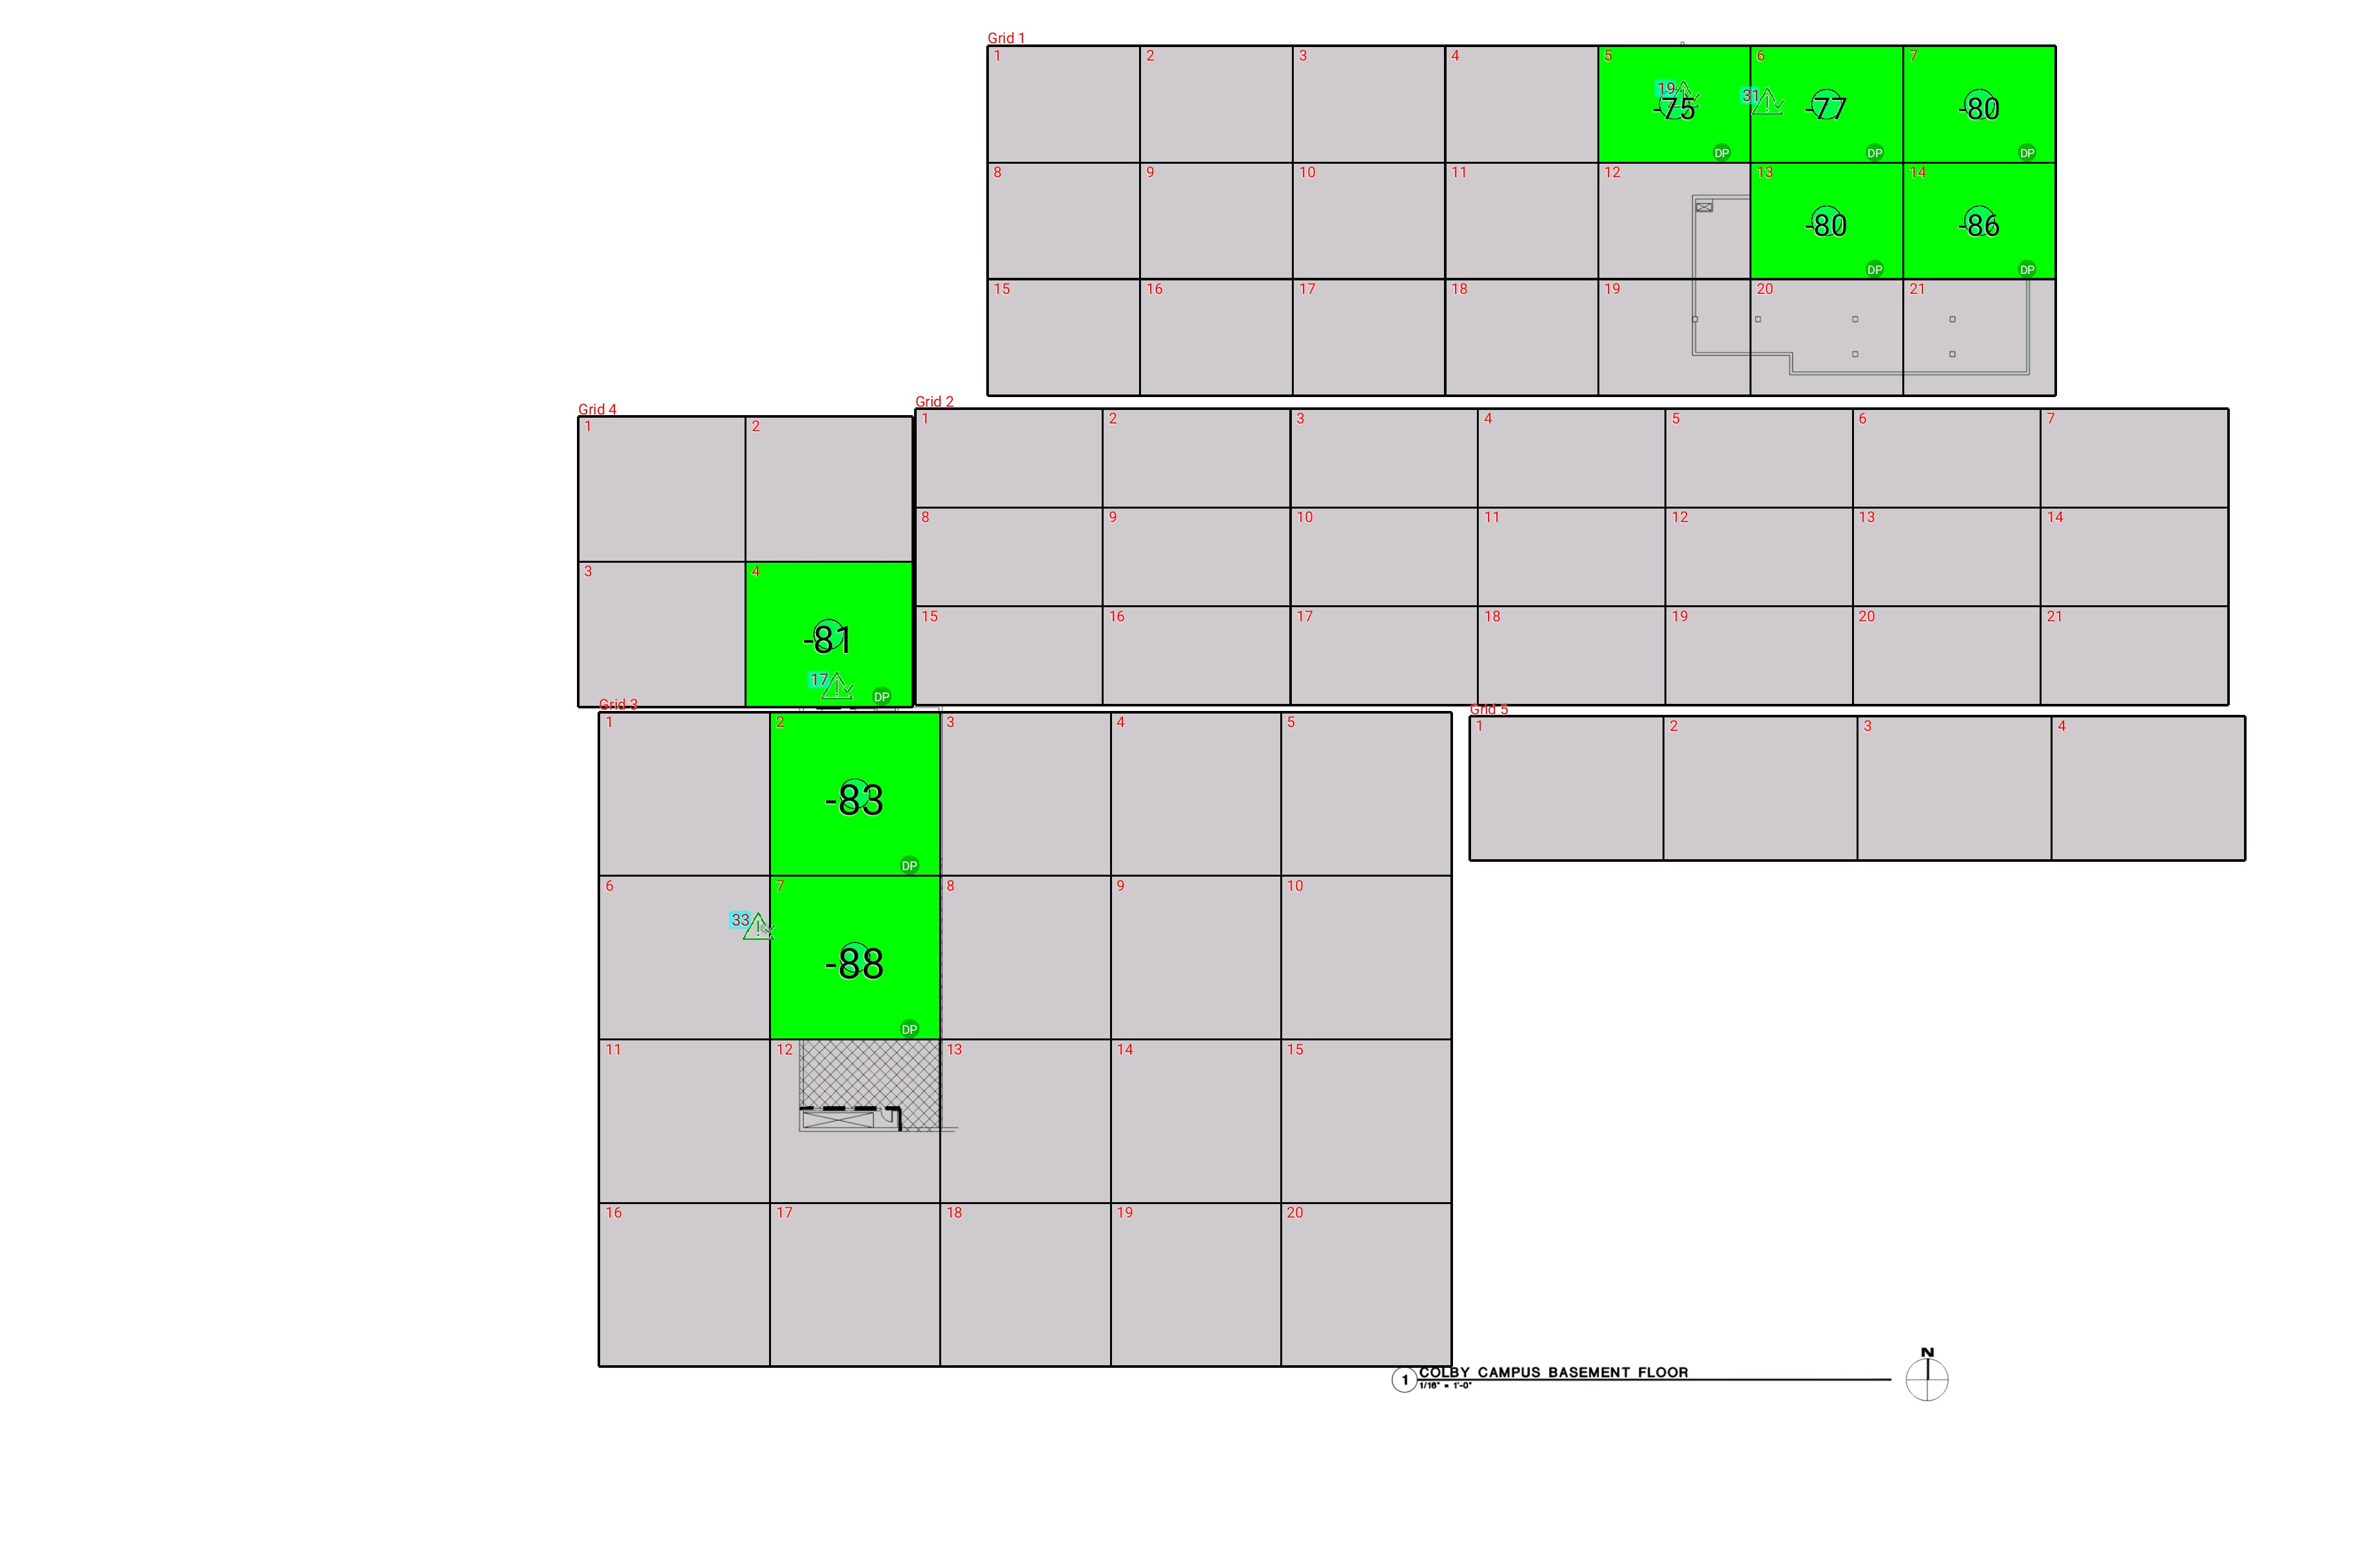 Grid 1
1 2 3 4 5 6 7
19 -75 31 -77 -80
DP DP DP
8 9 10 11 12 13 14
-80 -86
DP DP
15 16 17 18 19 20 21
Grid 4
1 2
3 4
-81
17 DP
Grid 2
1 2 3 4 5 6 7
8 9 10 11 12 13 14
15 16 17 18 19 20 21
Grid 3
1 2 3 4 5
-83
DP
6 7 8 9 10
33
-88
DP
11 12 13 14 15
16 17 18 19 20
Grid 5
1 2 3 4
1 COLBY CAMPUS BASEMENT FLOOR
1/16" = 1'-0"
N